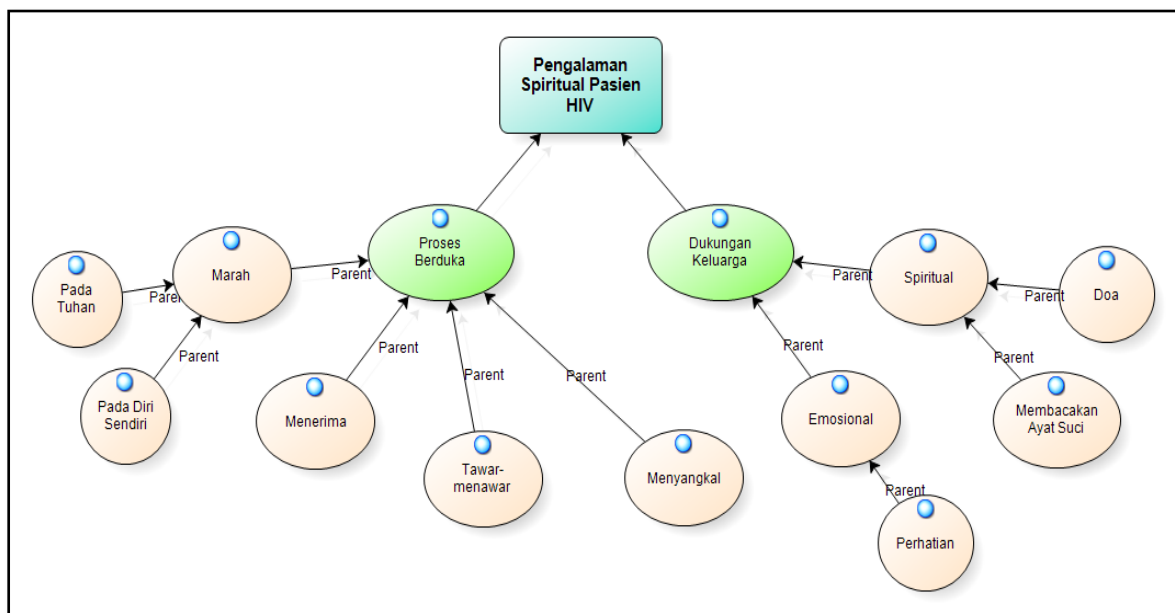 Pengalaman
Spiritual Pasien
HIV
Proses
Berduka
Dukungan
Keluarga
Marah
Parent
Parent
Spiritual
Pada
Tuhan
Parent
Parent
Doa
Parent
Parent
Parent
Parent
Parent
Pada Diri
Sendiri
Menerima
Emosional
Membacakan
Ayat Suci
Tawar-
menawar
Menyangkal
Parent
Perhatian